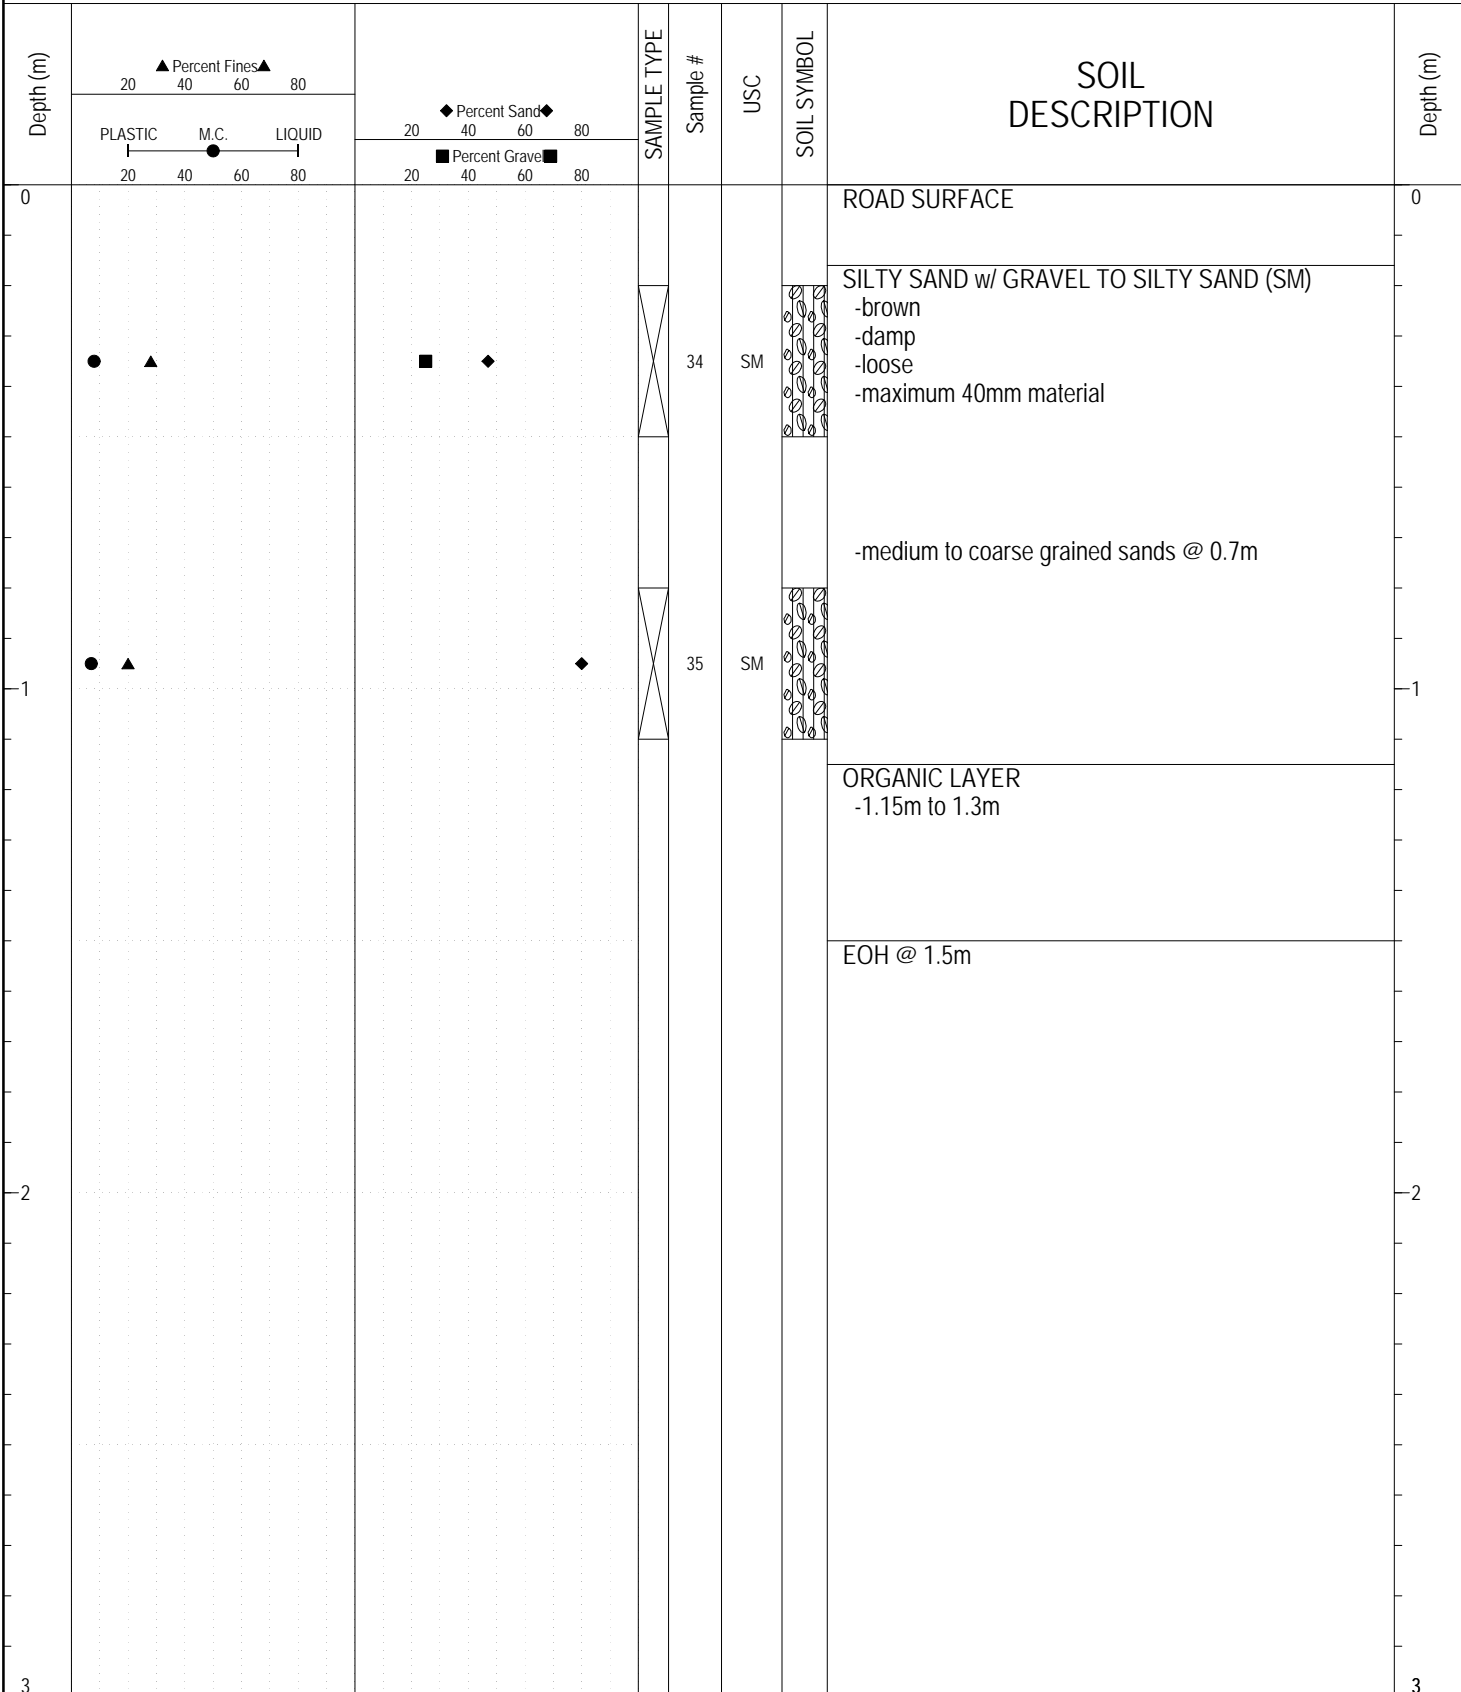 Depth (m)
Percent Fines
20 40 60 80
PLASTIC M.C. LIQUID
20 40 60 80
Percent Sand
20 40 60 80
Percent Gravel
20 40 60 80
SAMPLE TYPE
Sample #
USC
SOIL SYMBOL
SOIL
DESCRIPTION
Depth (m)
0
ROAD SURFACE
0
SILTY SAND w/ GRAVEL TO SILTY SAND (SM)
-brown
-damp
-loose
34 SM
-maximum 40mm material
-medium to coarse grained sands @ 0.7m
35 SM
1
1
ORGANIC LAYER
-1.15m to 1.3m
EOH @ 1.5m
2
2
3
3